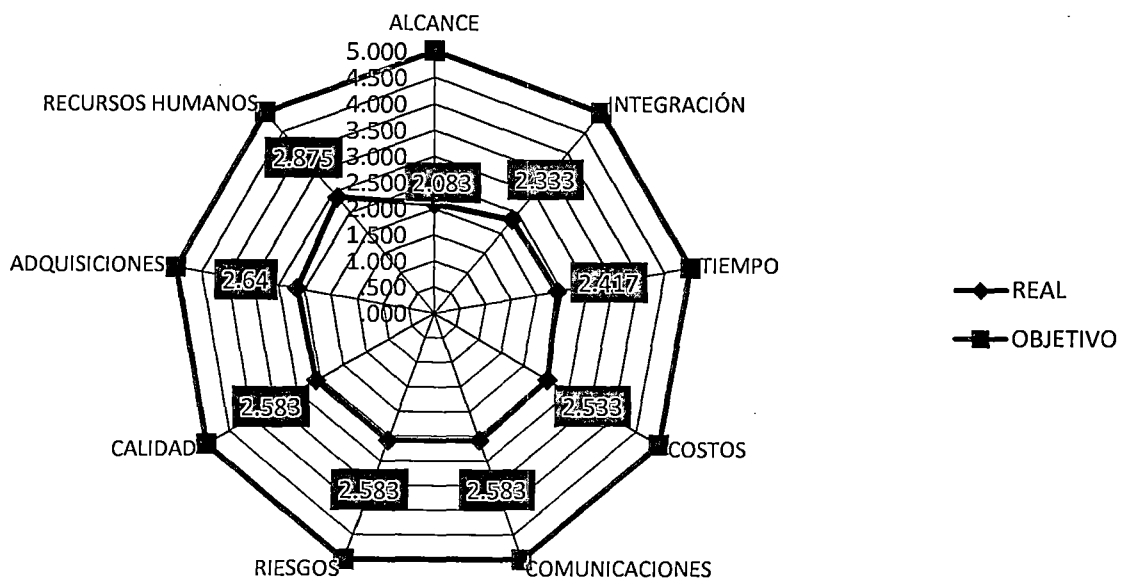 ALCANCE
5.000
4.500
4.000
3.500
3.000
2.500
2.000
1.500
1.000
.500
.000
RECURSOS HUMANOS
INTEGRACIÓN
2.875
2.083
2.333
ADQUISICIONES
2.64
2.417
TIEMPO
REAL
OBJETIVO
2.583
2.533
CALIDAD
COSTOS
2.583
2.583
RIESGOS
COMUNICACIONES